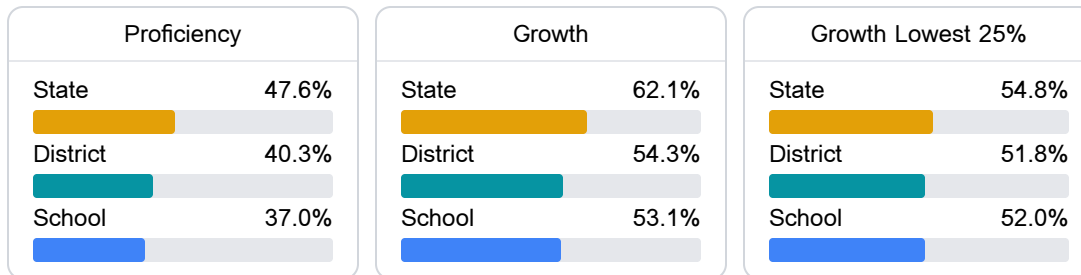 Proficiency
State 47.6%
District 40.3%
School 37.0%
Growth
State 62.1%
District 54.3%
School 53.1%
Growth Lowest 25%
State 54.8%
District 51.8%
School 52.0%